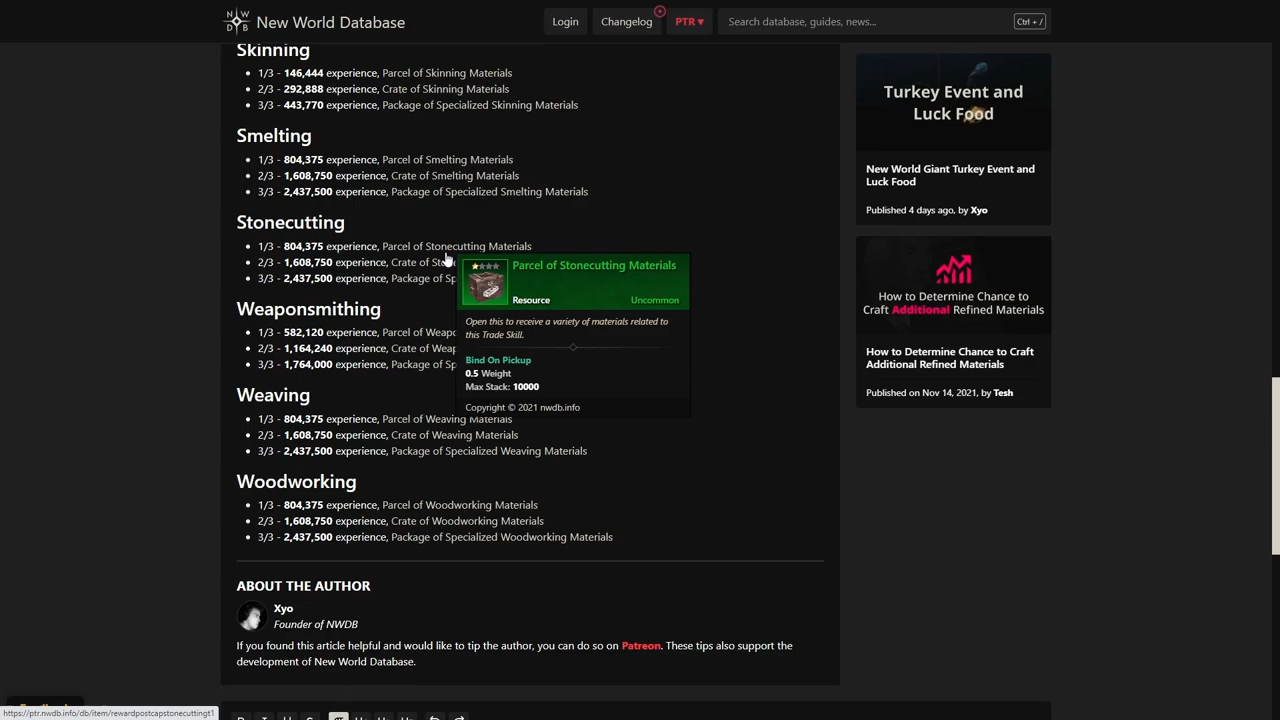 New World Database
Login
Changelog
PTR ▾
Search database, guides, news...
Ctrl + /
Skinning
1/3 - 146,444 experience, Parcel of Skinning Materials
2/3 - 292,888 experience, Crate of Skinning Materials
3/3 - 443,770 experience, Package of Specialized Skinning Materials
Smelting
1/3 - 804,375 experience, Parcel of Smelting Materials
2/3 - 1,608,750 experience, Crate of Smelting Materials
3/3 - 2,437,500 experience, Package of Specialized Smelting Materials
Stonecutting
1/3 - 804,375 experience, Parcel of Stonecutting Materials
2/3 - 1,608,750 experience, Crate of
3/3 - 2,437,500 experience, Package of
Weaponsmithing
1/3 - 582,120 experience, Parcel of
2/3 - 1,164,240 experience, Crate of
3/3 - 1,764,000 experience, Package of
Weaving
1/3 - 804,375 experience, Parcel of Weaving Materials
2/3 - 1,608,750 experience, Crate of Weaving Materials
3/3 - 2,437,500 experience, Package of Specialized Weaving Materials
Woodworking
1/3 - 804,375 experience, Parcel of Woodworking Materials
2/3 - 1,608,750 experience, Crate of Woodworking Materials
3/3 - 2,437,500 experience, Package of Specialized Woodworking Materials
Parcel of Stonecutting Materials
Resource
Uncommon
Open this to receive a variety of materials related to
this Trade Skill.
Bind On Pickup
0.5 Weight
Max Stack: 10000
Copyright © 2021 nwdb.info
ABOUT THE AUTHOR
Xyo
Founder of NWDB
If you found this article helpful and would like to tip the author, you can do so on Patreon. These tips also support the
development of New World Database.
Turkey Event and
Luck Food
New World Giant Turkey Event and
Luck Food
Published 4 days ago, by Xyo
How to Determine Chance to
Craft Additional Refined Materials
How to Determine Chance to Craft
Additional Refined Materials
Published on Nov 14, 2021, by Tesh
https://ptr.nwdb.info/db/item/rewardpostcapstonecuttingt1